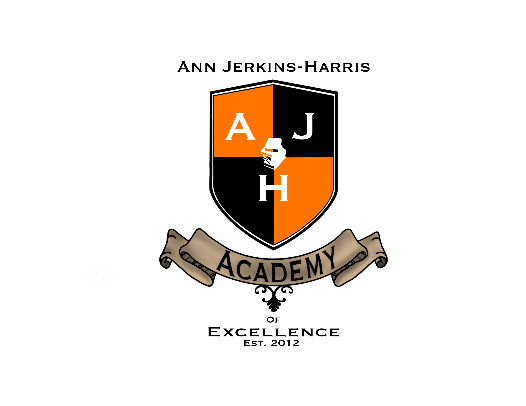 Ann Jerkins-Harris
A J
H
Academy
Of
Excellence
Est. 2012